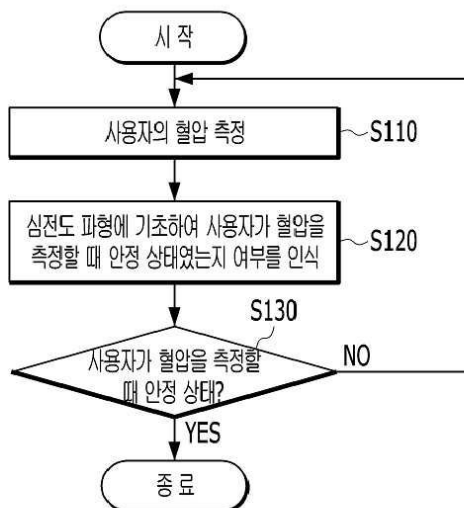 시 작
사용자의 혈압 측정
S110
심전도 파형에 기초하여 사용자가 혈압을
측정할 때 안정 상태였는지 여부를 인식
S120
S130
사용자가 혈압을 측정할
때 안정 상태?
NO
YES
종 료